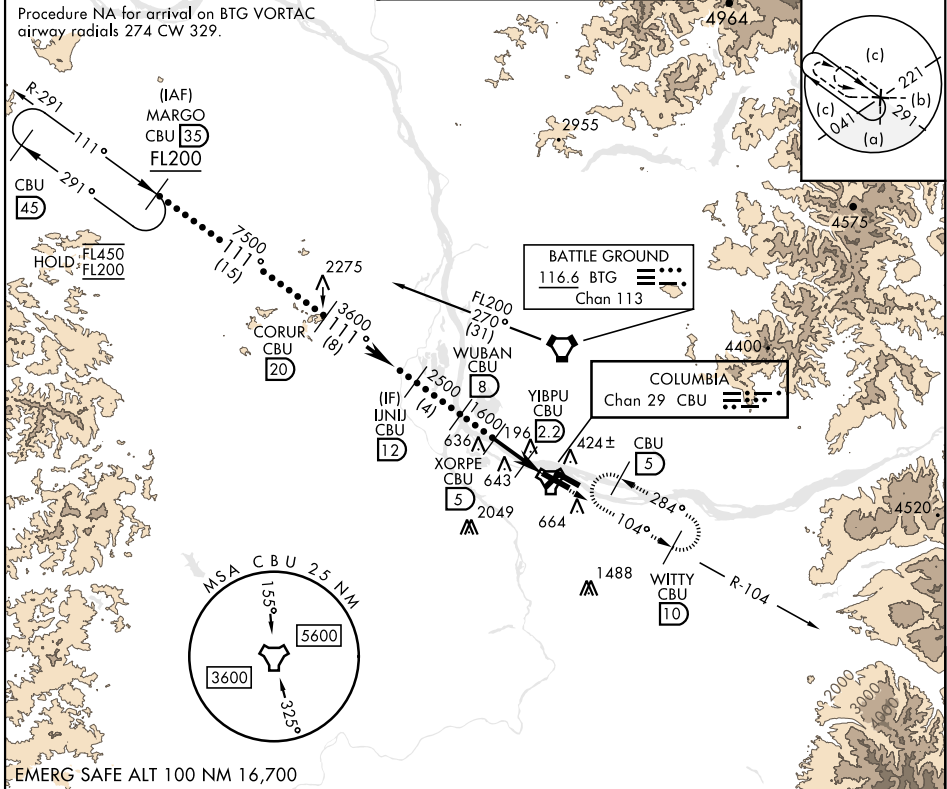 Procedure NA for arrival on BTG VORTAC
airway radials 274 CW 329.
4964
(c)
221
(b)
291
(a)
041
(c)
R-291
111°
291°
CBU
45
(IAF)
MARGO
CBU 35
FL200
HOLD FL450
FL200
2955
4575
7500
111°
(15)
2275
3600
111°
(8)
CORUR
CBU
20
BATTLE GROUND
116.6 BTG
Chan 113
FL200
270°
(31)
4400
WUBAN
CBU
8
COLUMBIA
Chan 29 CBU
2500
(4)
(IF)
IJNIJ
CBU
12
1600
196
YIBPU
CBU
2.2
636
643
424±
CBU
5
XORPE
CBU
5
2049
664
284°
104°
4520
1488
WITTY
CBU
10
R-104
MSA CBU 25 NM
155°
5600
3600
325°
2000
3000
4000
EMERG SAFE ALT 100 NM 16,700